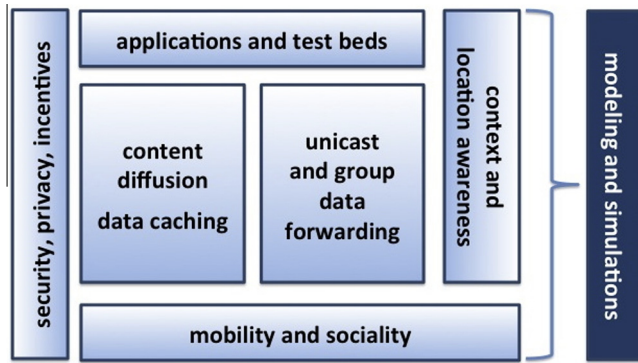 security, privacy, incentives
applications and test beds
content
diffusion
data caching
unicast
and group
data
forwarding
context and
location awareness
mobility and sociality
modeling and simulations